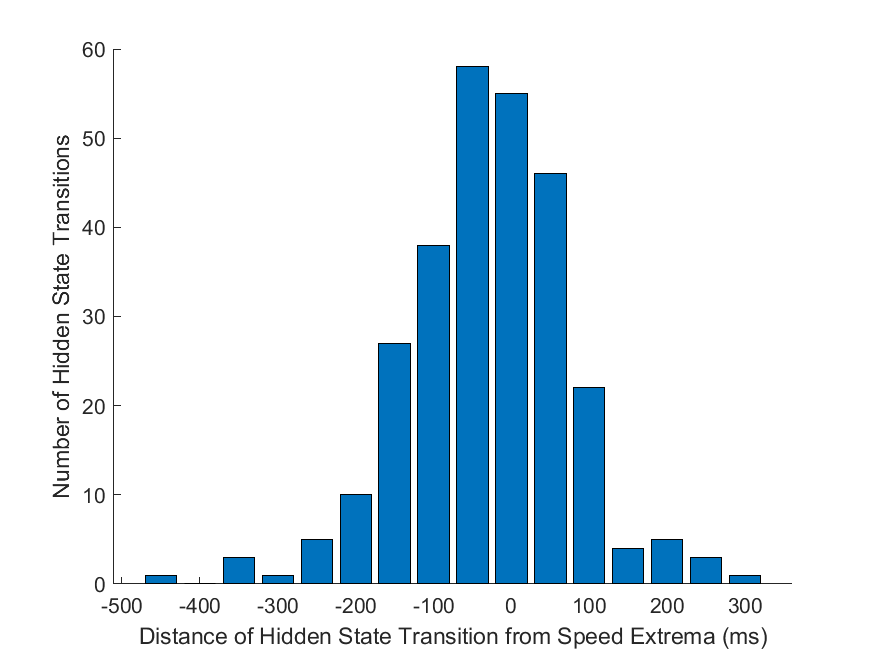 60
50
40
30
20
10
0
Number of Hidden State Transitions
-500 -400 -300 -200 -100 0 100 200 300
Distance of Hidden State Transition from Speed Extrema (ms)